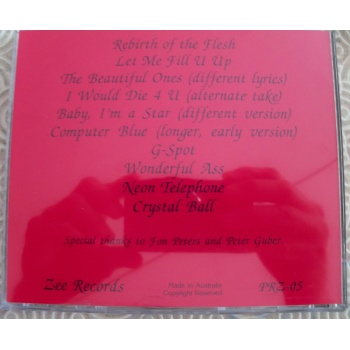 Rebirth of the Flesh
Let Me Fill U Up
The Beautiful Ones (different lyrics)
I Would Die 4 U (alternate take)
Baby, I'm a Star (different version)
Computer Blue (longer, early version)
G-Spot
Wonderful Ass
Neon Telephone
Crystal Ball
Special thanks to Jon Peters and Peter Guber.
Zee Records
Made in Australia
Copyright Reserved
PRZ-05